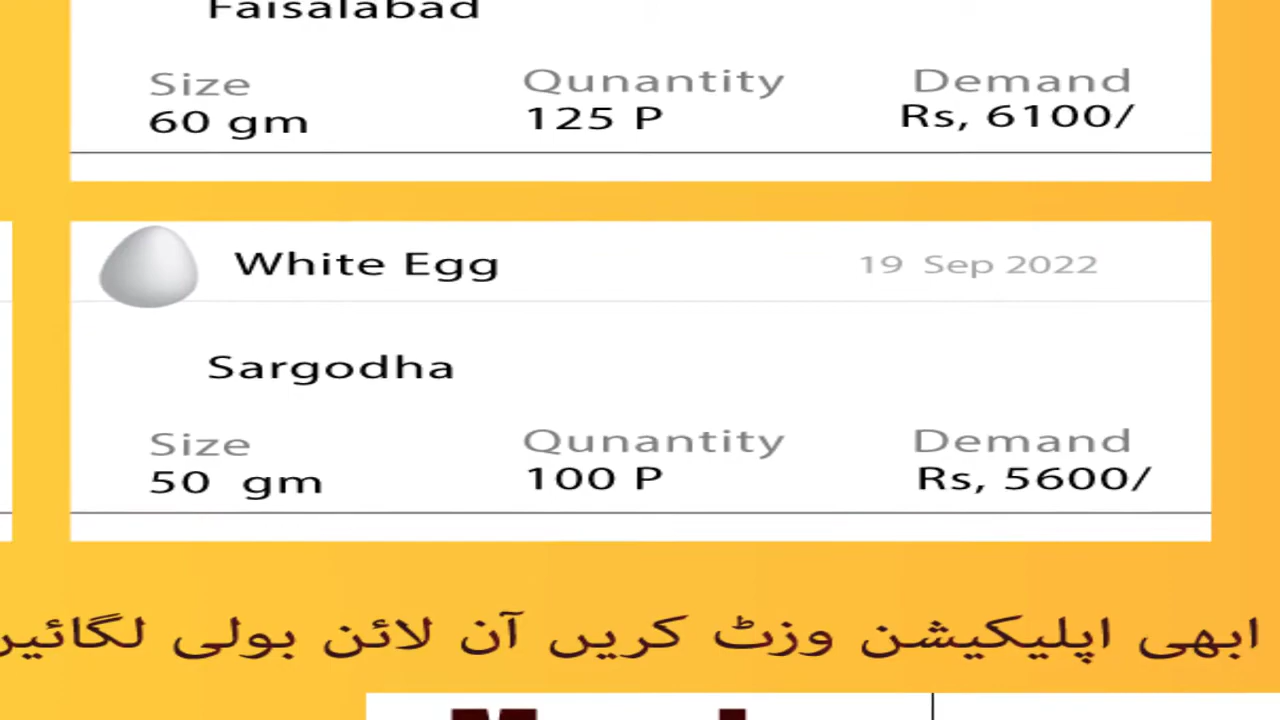 Faisalabad
Size Qunantity Demand
60 gm 125 P Rs, 6100/
White Egg 19 Sep 2022
Sargodha
Size Qunantity Demand
50 gm 100 P Rs, 5600/
ابھی اپلیکیشن وزٹ کریں آن لائن بولی لگائیں